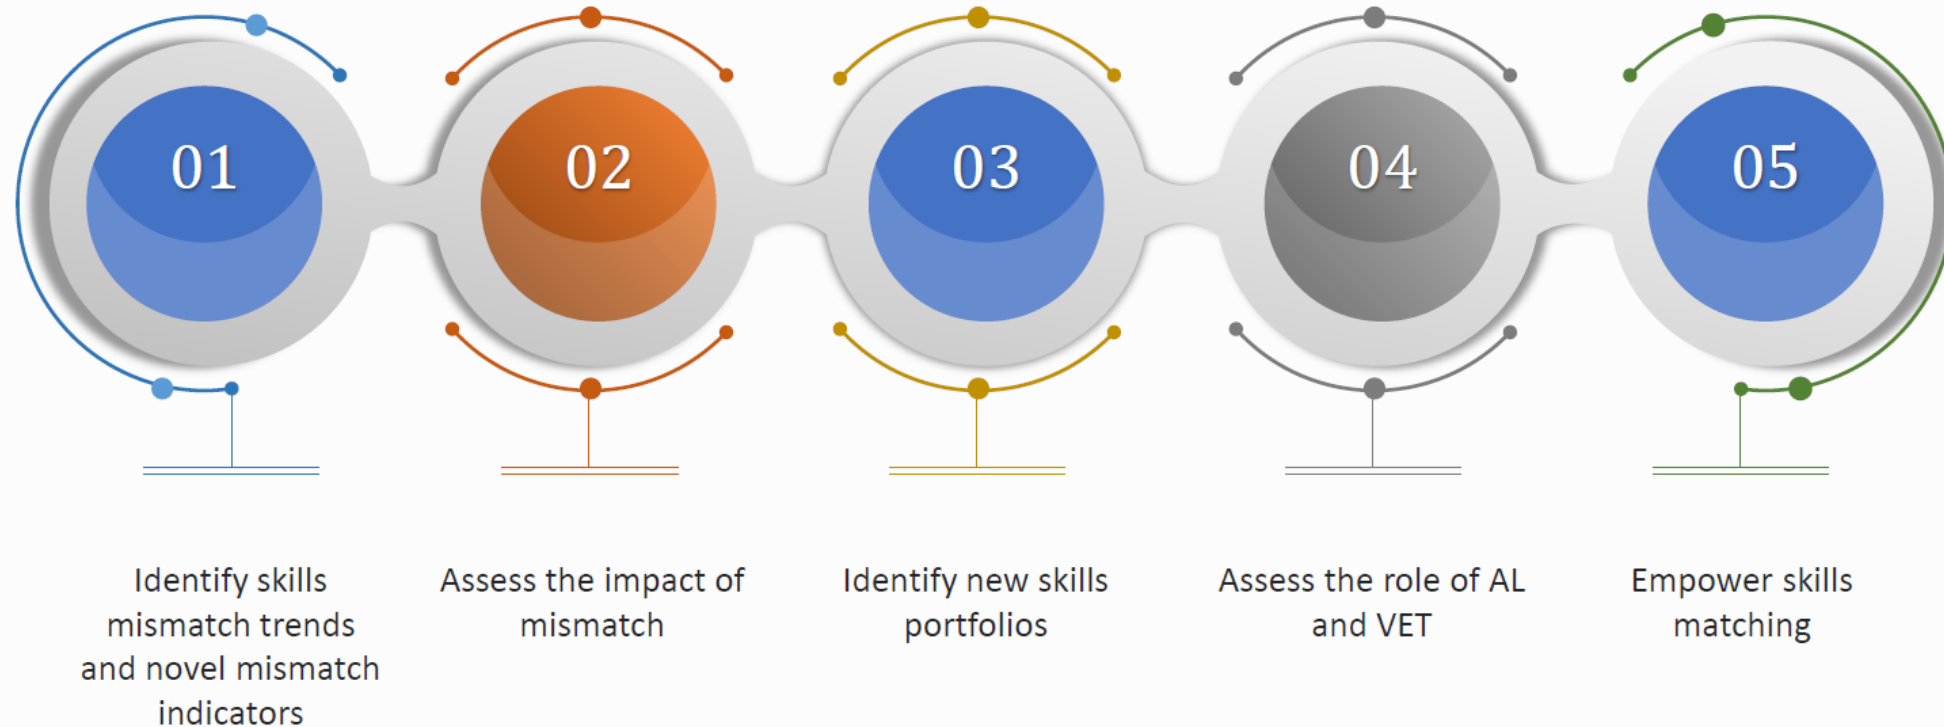 01
02
03
04
05
Identify skills
mismatch trends
and novel mismatch
indicators
Assess the impact of
mismatch
Identify new skills
portfolios
Assess the role of AL
and VET
Empower skills
matching